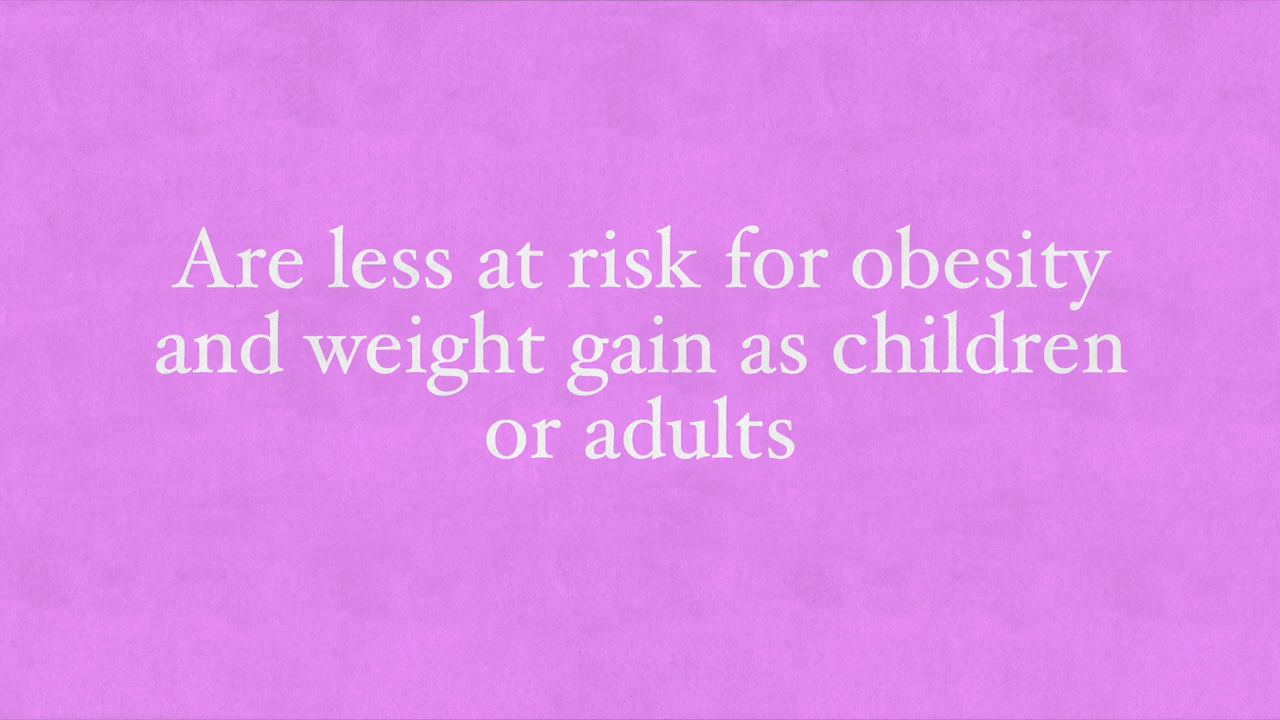 Are less at risk for obesity
and weight gain as children
or adults